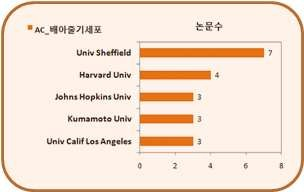 AC_배아줄기세포
논문수
Univ Sheffield
7
Harvard Univ
4
Johns Hopkins Univ
3
Kumamoto Univ
3
Univ Calif Los Angeles
3
0 2 4 6 8